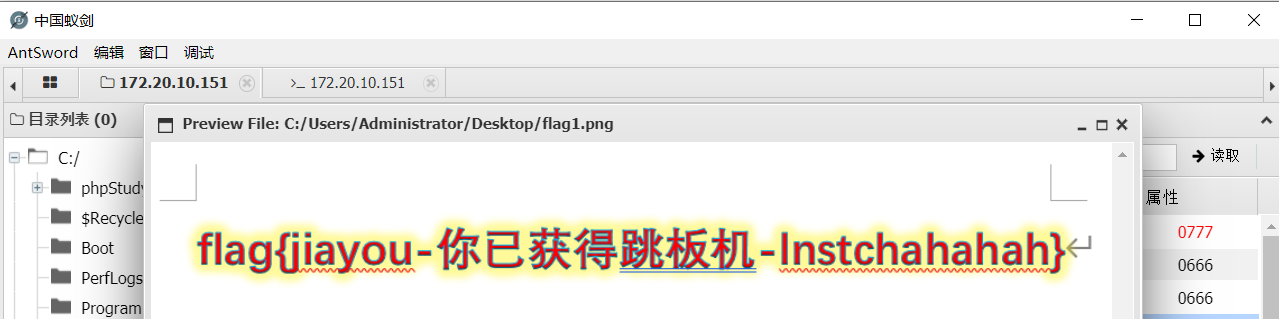 中国蚁剑
AntSword 编辑 窗口 调试
172.20.10.151 >_ 172.20.10.151
目录列表 (0)
Preview File: C:/Users/Administrator/Desktop/flag1.png
C:/
读取
phpStudy
属性
$Recycle
0777
flag{jiayou-你已获得跳板机-lnstchahahah}
Boot
0666
PerfLogs
Program
0666